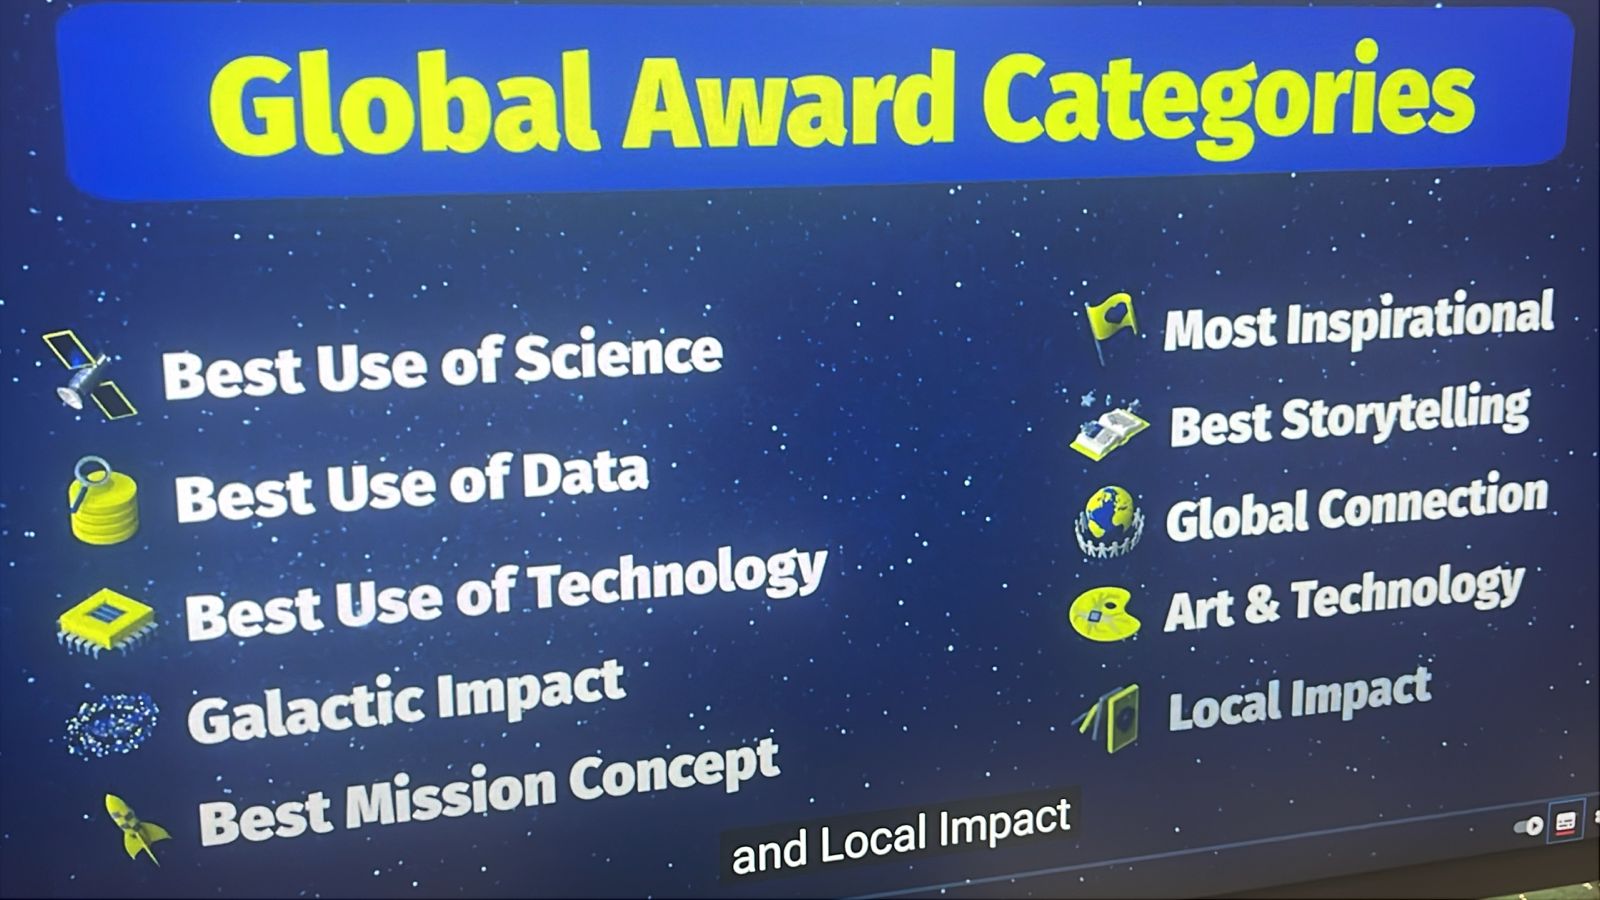 Global Award Categories
Best Use of Science
Best Use of Data
Best Use of Technology
Galactic Impact
Best Mission Concept
Most Inspirational
Best Storytelling
Global Connection
Art & Technology
Local Impact
and Local Impact